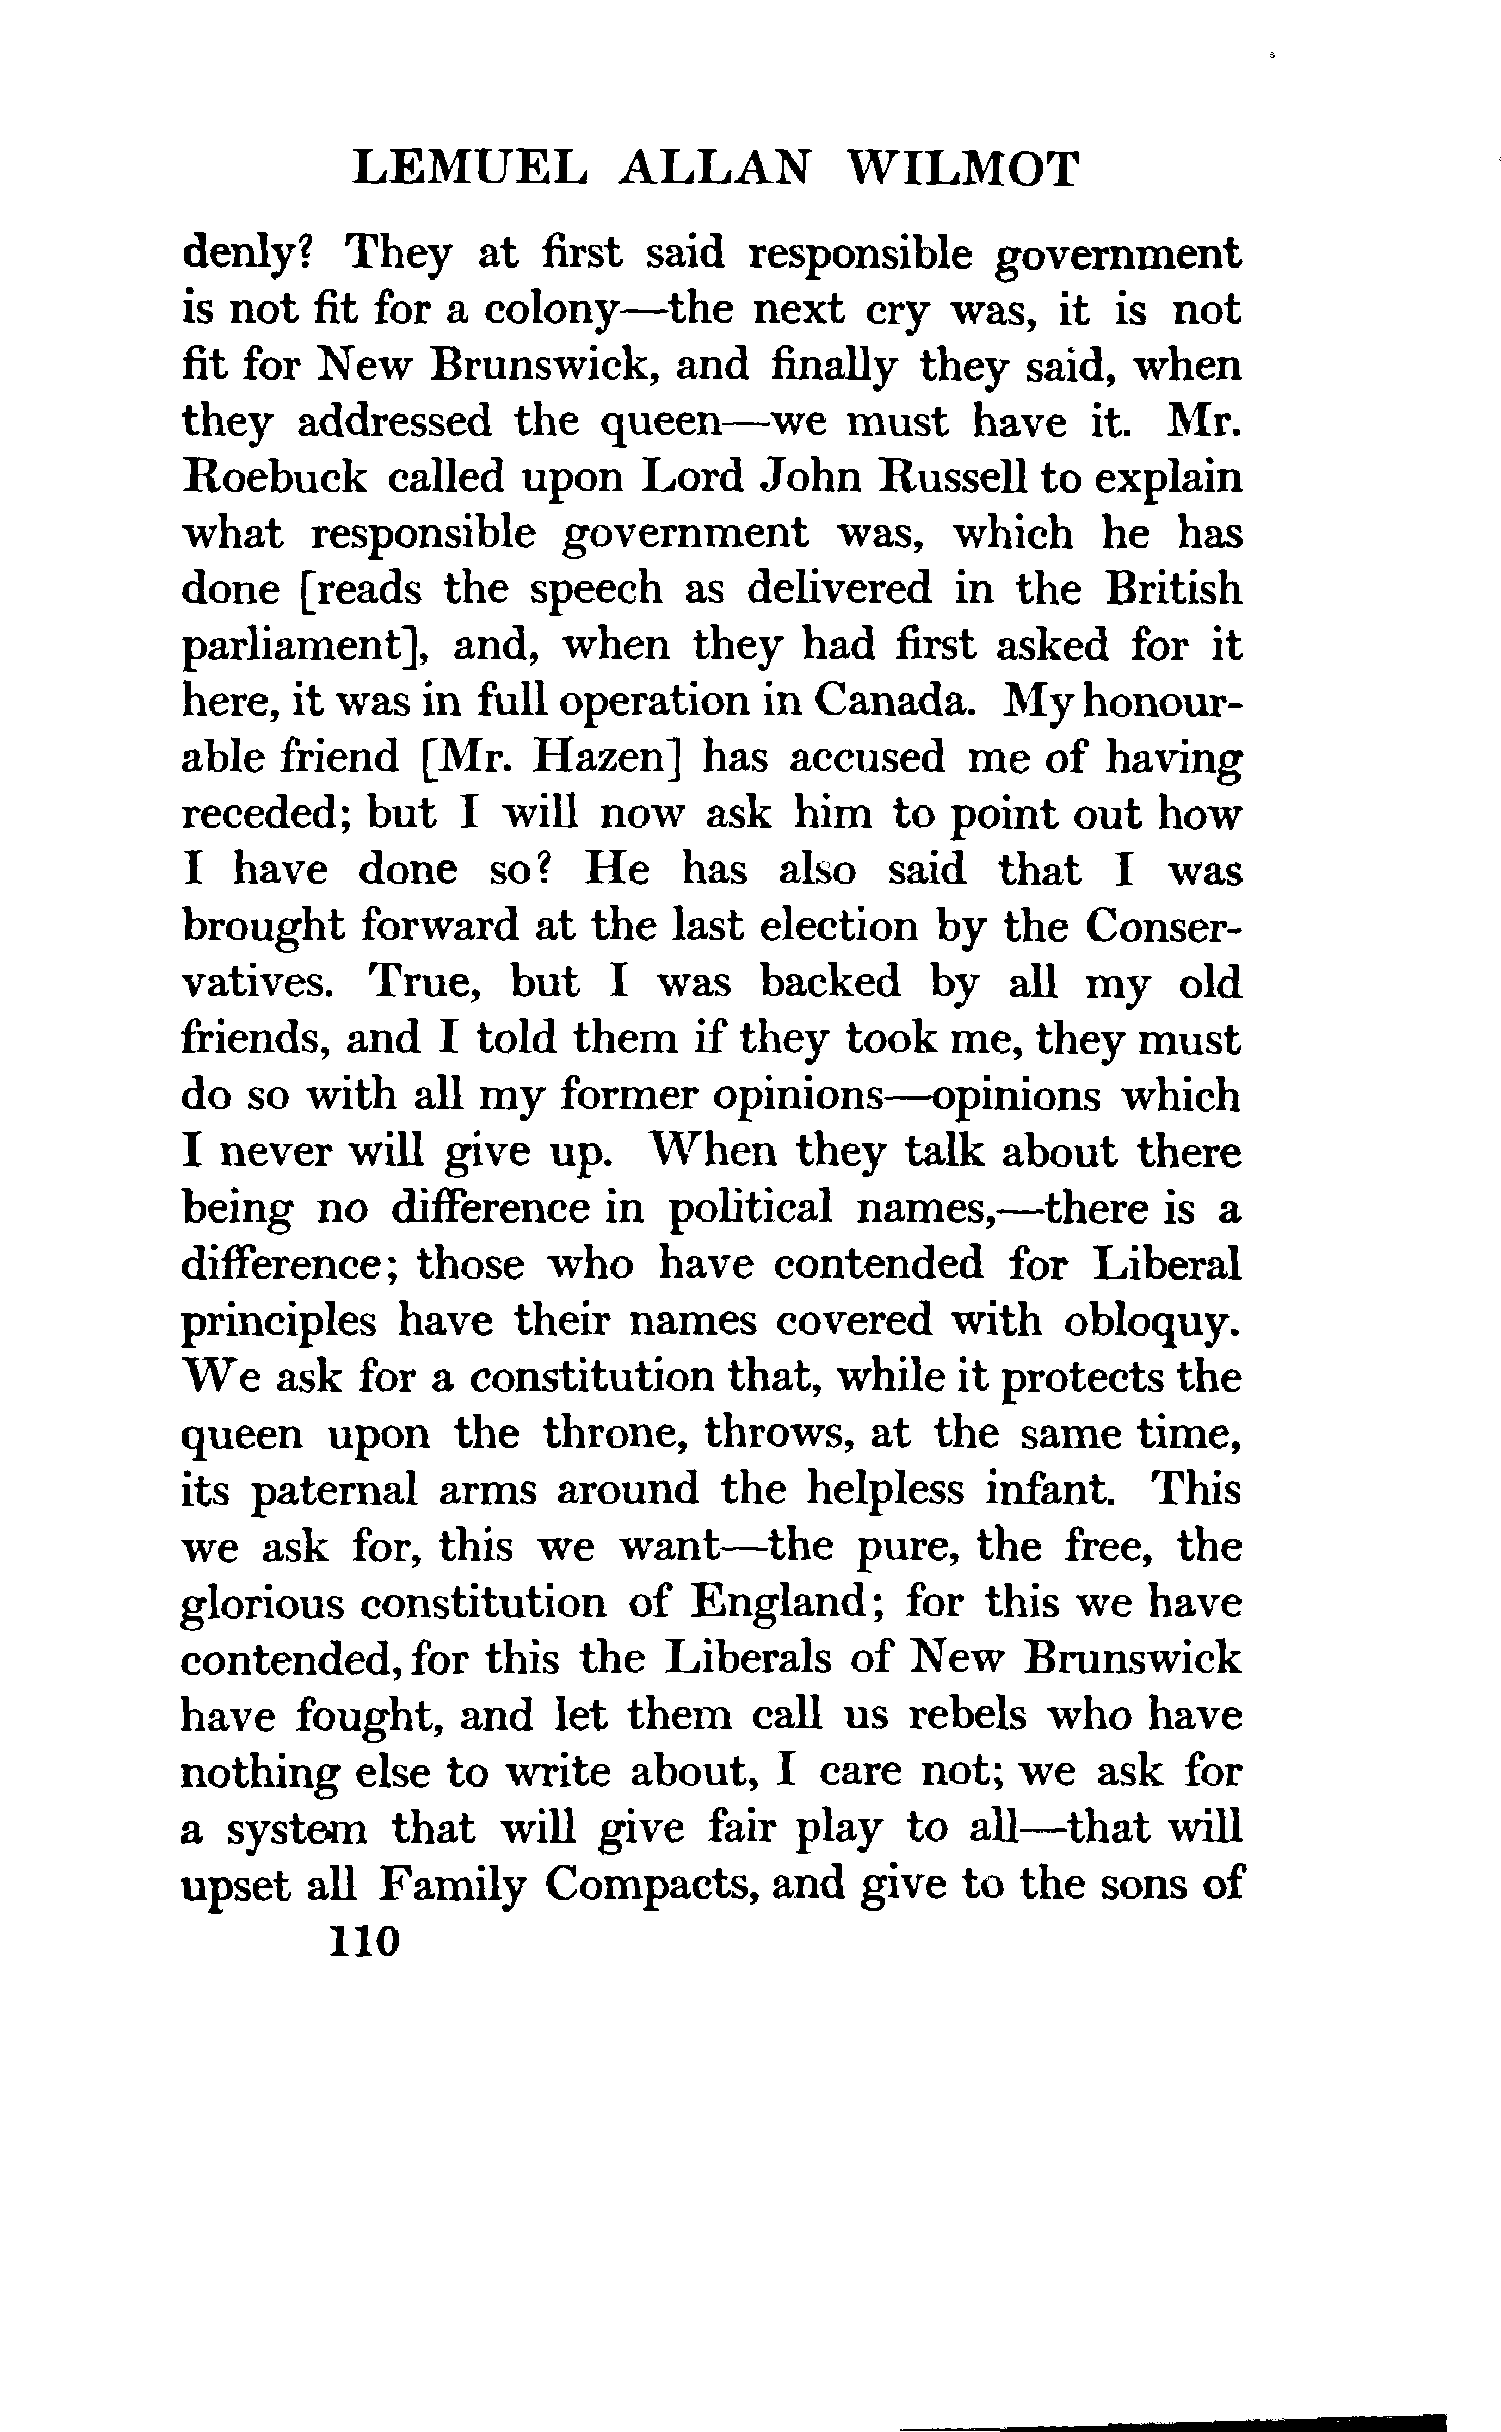 LEMUEL ALLAN WILMOT
denly? They at first said responsible government
is not fit for a colony—the next cry was, it is not
fit for New Brunswick, and finally they said, when
they addressed the queen—we must have it. Mr.
Roebuck called upon Lord John Russell to explain
what responsible government was, which he has
done [reads the speech as delivered in the British
parliament], and, when they had first asked for it
here, it was in full operation in Canada. My honour-
able friend [Mr. Hazen] has accused me of having
receded; but I will now ask him to point out how
I have done so? He has also said that I was
brought forward at the last election by the Conser-
vatives. True, but I was backed by all my old
friends, and I told them if they took me, they must
do so with all my former opinions—opinions which
I never will give up. When they talk about there
being no difference in political names,—there is a
difference; those who have contended for Liberal
principles have their names covered with obloquy.
We ask for a constitution that, while it protects the
queen upon the throne, throws, at the same time,
its paternal arms around the helpless infant. This
we ask for, this we want—the pure, the free, the
glorious constitution of England; for this we have
contended, for this the Liberals of New Brunswick
have fought, and let them call us rebels who have
nothing else to write about, I care not; we ask for
a system that will give fair play to all—that will
upset all Family Compacts, and give to the sons of
110